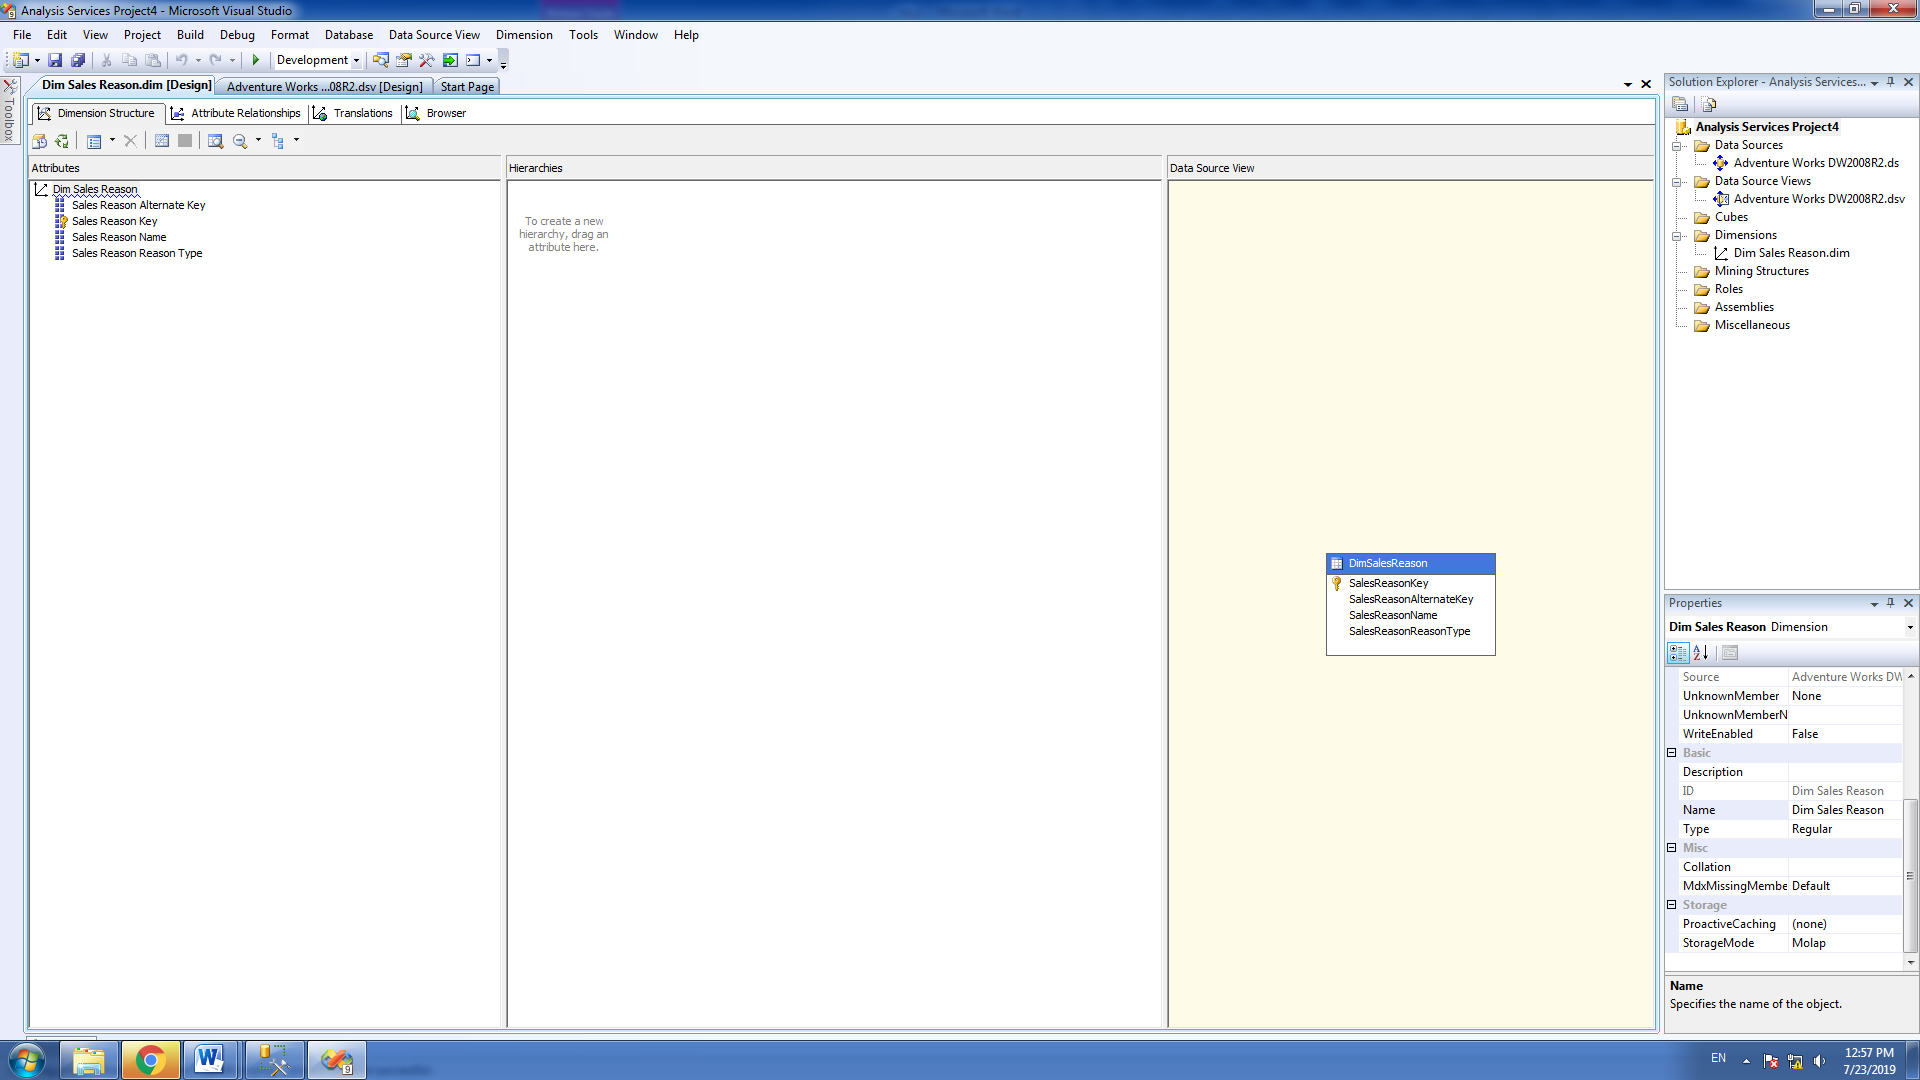 Analysis Services Project4 - Microsoft Visual Studio
File Edit View Project Build Debug Format Database Data Source View Dimension Tools Window Help
Development
Toolbox
Dim Sales Reason.dim [Design] Adventure Works ...08R2.dsv [Design] Start Page
Dimension Structure Attribute Relationships Translations Browser
Attributes
Dim Sales Reason
Sales Reason Alternate Key
Sales Reason Key
Sales Reason Name
Sales Reason Reason Type
Hierarchies
To create a new
hierarchy, drag an
attribute here.
Data Source View
DimSalesReason
SalesReasonKey
SalesReasonAlternateKey
SalesReasonName
SalesReasonReasonType
Solution Explorer - Analysis Services...
Analysis Services Project4
Data Sources
Adventure Works DW2008R2.ds
Data Source Views
Adventure Works DW2008R2.dsv
Cubes
Dimensions
Dim Sales Reason.dim
Mining Structures
Roles
Assemblies
Miscellaneous
Properties
Dim Sales Reason Dimension
Source Adventure Works DW
UnknownMember None
UnknownMemberN
WriteEnabled False
Basic
Description
ID Dim Sales Reason
Name Dim Sales Reason
Type Regular
Misc
Collation
MdxMissingMembe Default
Storage
ProactiveCaching (none)
StorageMode Molap
Name
Specifies the name of the object.
EN
12:57 PM
7/23/2019